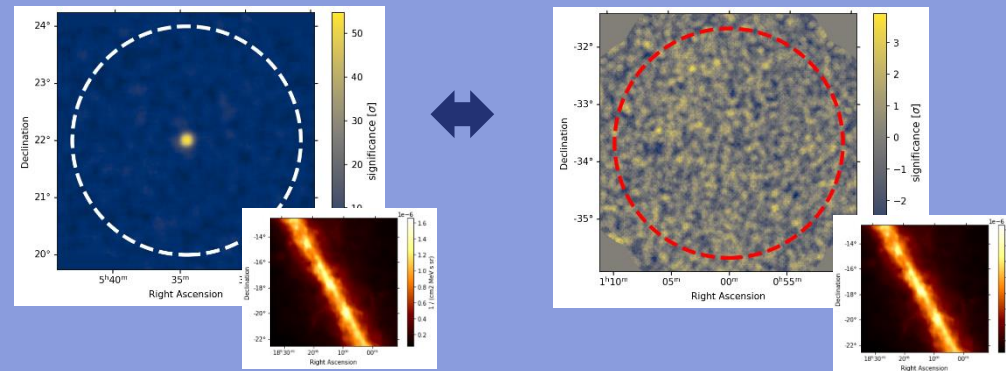 24°
23°
22°
21°
20°
Declination
5ʰ40ᵐ
35ᵐ
Right Ascension
50
40
30
20
10
significance [σ]
-14°
-16°
-18°
-20°
-22°
Declination
18ʰ30ᵐ
20ᵐ
10ᵐ
00ᵐ
Right Ascension
1e-6
1.6
1.4
1.2
1.0
0.8
0.6
0.4
0.2
1 / (cm2 MeV s sr)
-32°
-33°
-34°
-35°
Declination
1ʰ10ᵐ
05ᵐ
00ᵐ
0ʰ55ᵐ
Right Ascension
3
2
1
0
-1
-2
significance [σ]
-14°
-16°
-18°
-20°
-22°
Declination
18ʰ30ᵐ
20ᵐ
10ᵐ
00ᵐ
Right Ascension
1e-6